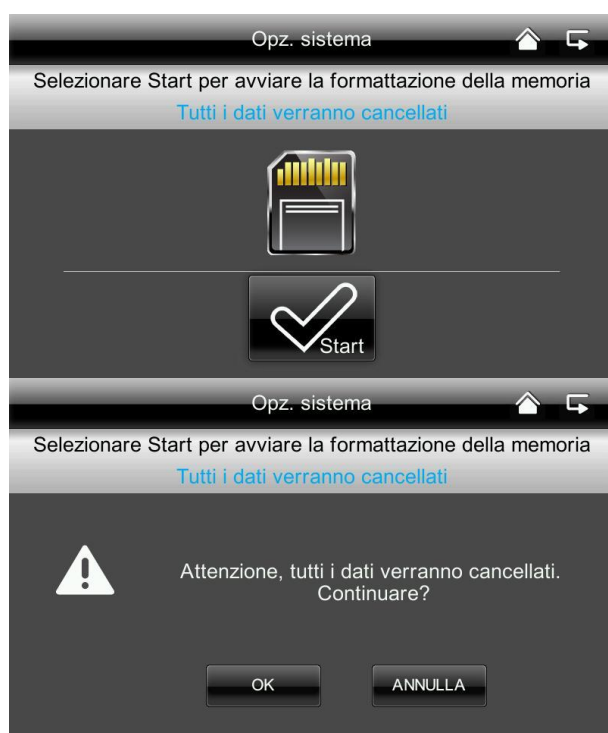 Opz. sistema
Selezionare Start per avviare la formattazione della memoria
Tutti i dati verranno cancellati
Start
Opz. sistema
Selezionare Start per avviare la formattazione della memoria
Tutti i dati verranno cancellati
Attenzione, tutti i dati verranno cancellati.
Continuare?
OK ANNULLA